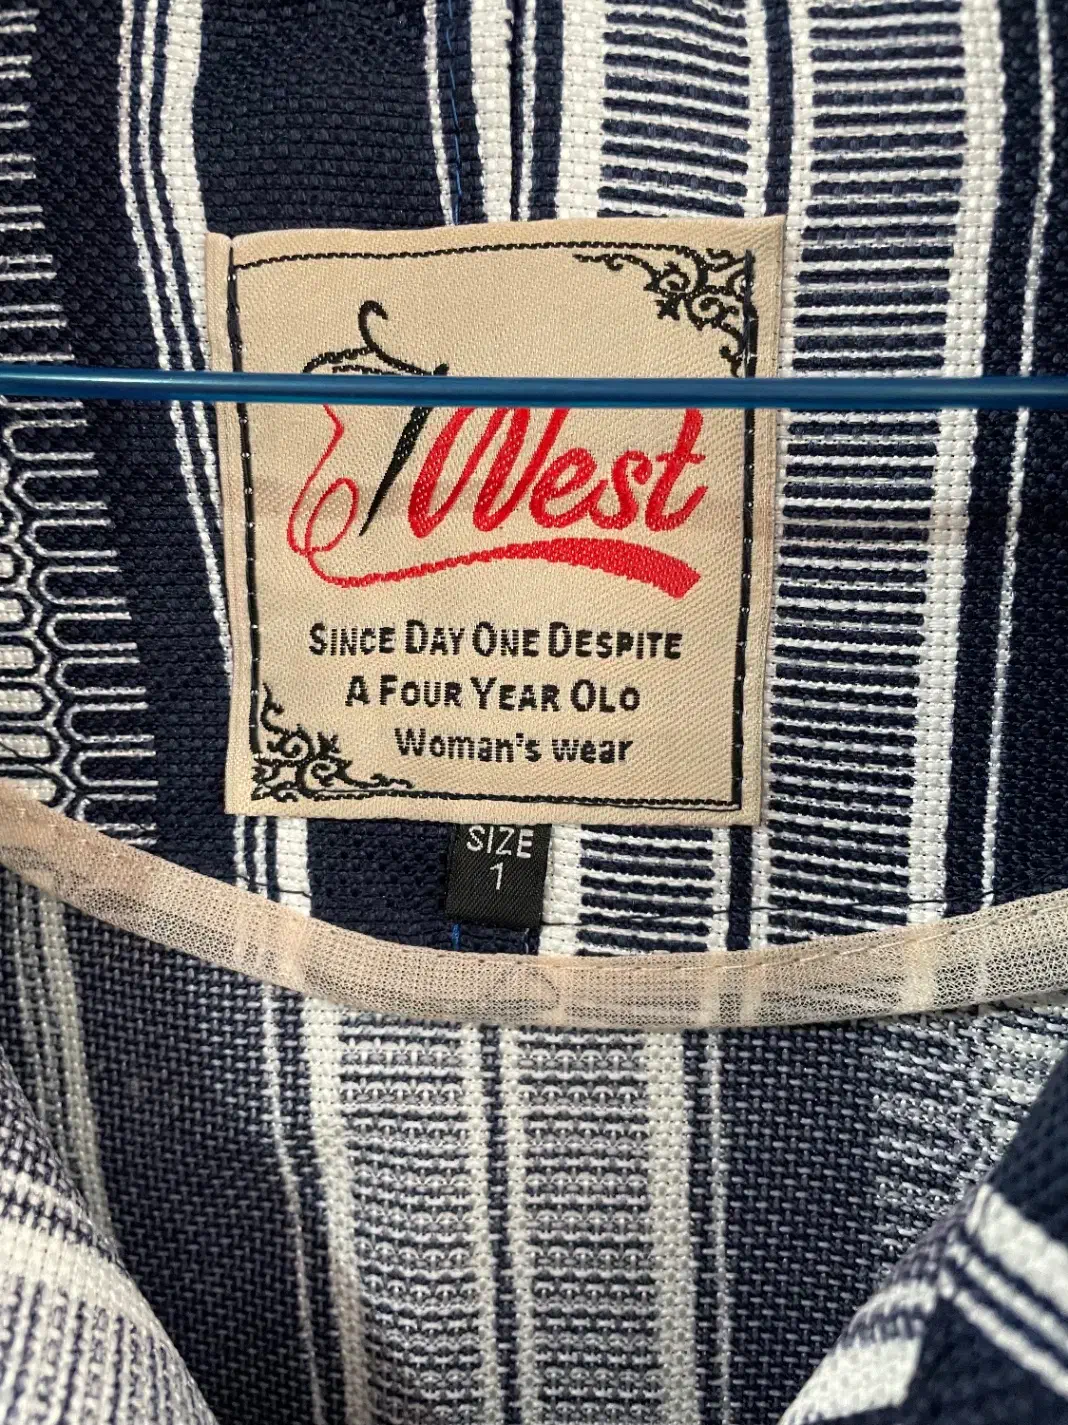 West
SINCE DAY ONE DESPITE
A FOUR YEAR OLO
Woman's wear
SIZE
1